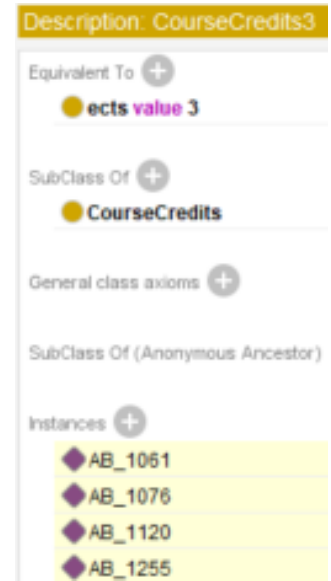 Description: CourseCredits3
Equivalent To
ects value 3
SubClass Of
CourseCredits
General class axioms
SubClass Of (Anonymous Ancestor)
Instances
AB_1061
AB_1076
AB_1120
AB_1255